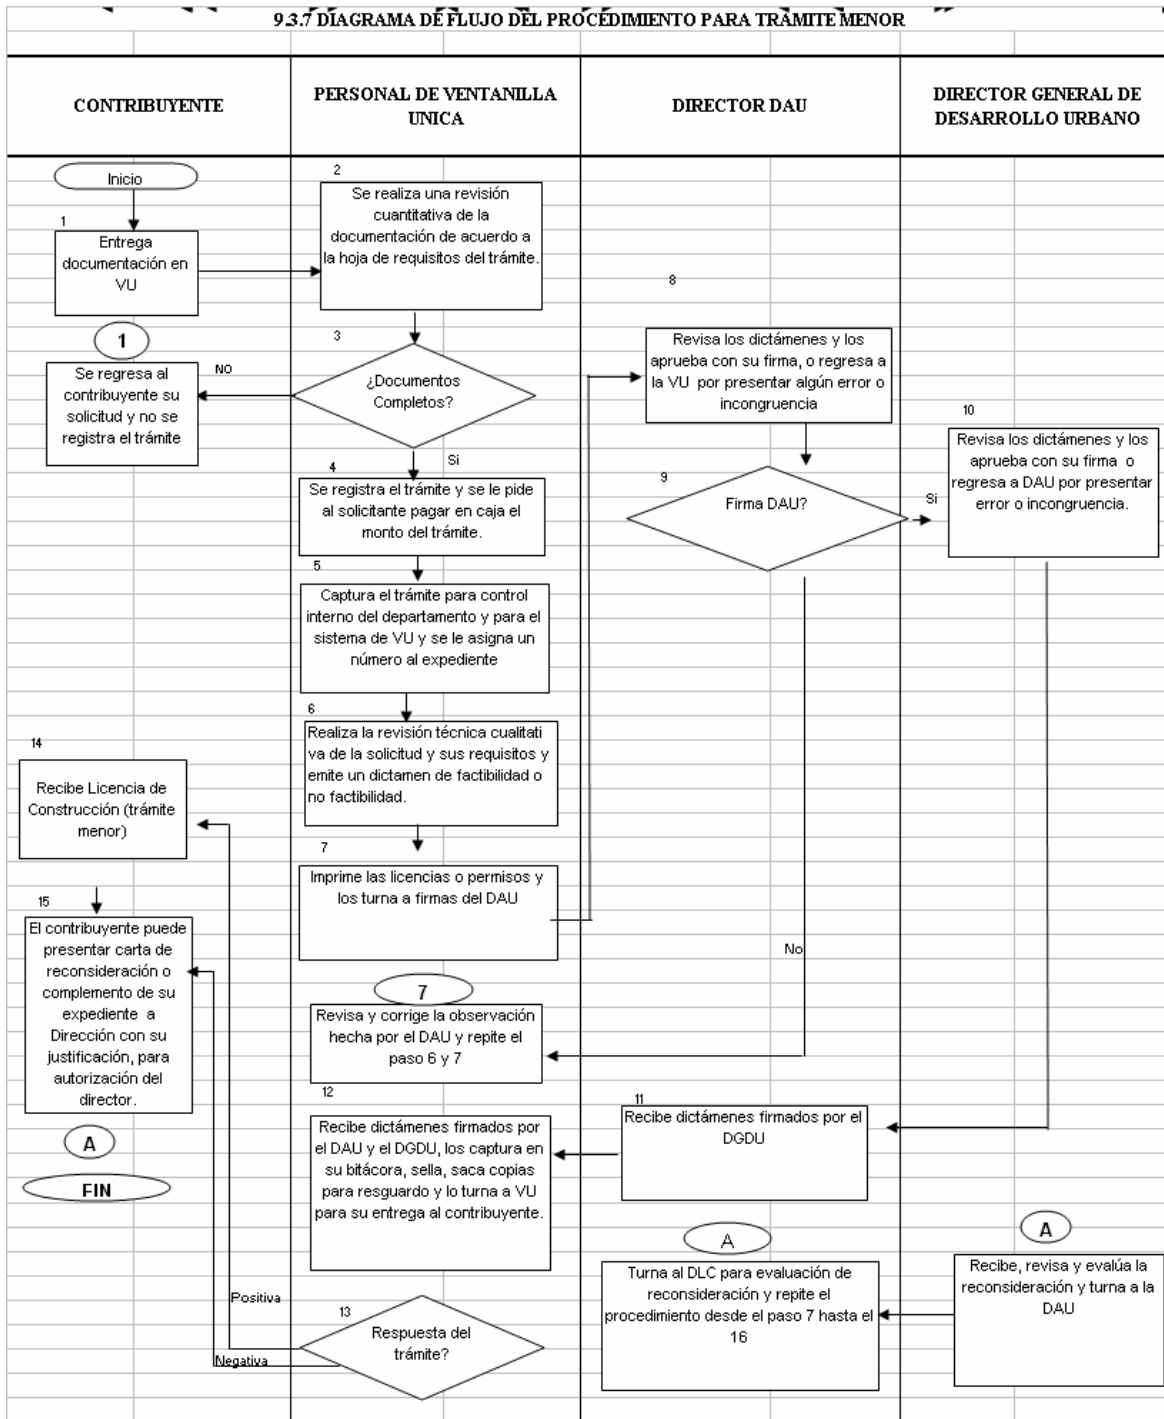 9.3.7 DIAGRAMA DE FLUJO DEL PROCEDIMIENTO PARA TRÁMITE MENOR
CONTRIBUYENTE
PERSONAL DE VENTANILLA
UNICA
DIRECTOR DAU
DIRECTOR GENERAL DE
DESARROLLO URBANO
Inicio
1
Entrega
documentación en
VU
2
Se realiza una revisión
cuantitativa de la
documentación de acuerdo a
la hoja de requisitos del trámite.
1
Se regresa al
contribuyente su
solicitud y no se
registra el trámite
NO
3
¿Documentos
Completos?
Si
4
Se registra el trámite y se le pide
al solicitante pagar en caja el
monto del trámite.
5
Captura el trámite para control
interno del departamento y para el
sistema de VU y se le asigna un
número al expediente
6
Realiza la revisión técnica cualitati
va de la solicitud y sus requisitos y
emite un dictamen de factibilidad o
no factibilidad.
7
Imprime las licencias o permisos y
los turna a firmas del DAU
8
Revisa los dictámenes y los
aprueba con su firma, o regresa a
la VU por presentar algún error o
incongruencia
9
Firma DAU?
Si
No
10
Revisa los dictámenes y los
aprueba con su firma o
regresa a DAU por presentar
error o incongruencia.
7
Revisa y corrige la observación
hecha por el DAU y repite el
paso 6 y 7
11
Recibe dictámenes firmados por el
DGDU
12
Recibe dictámenes firmados por
el DAU y el DGDU, los captura en
su bitácora, sella, saca copias
para resguardo y lo turna a VU
para su entrega al contribuyente.
13
Respuesta del
trámite?
Positiva
Negativa
14
Recibe Licencia de
Construcción (trámite
menor)
15
El contribuyente puede
presentar carta de
reconsideración o
complemento de su
expediente a
Dirección con su
justificación, para
autorización del
director.
A
FIN
A
Recibe, revisa y evalúa la
reconsideración y turna a la
DAU
A
Turna al DLC para evaluación de
reconsideración y repite el
procedimiento desde el paso 7 hasta el
16